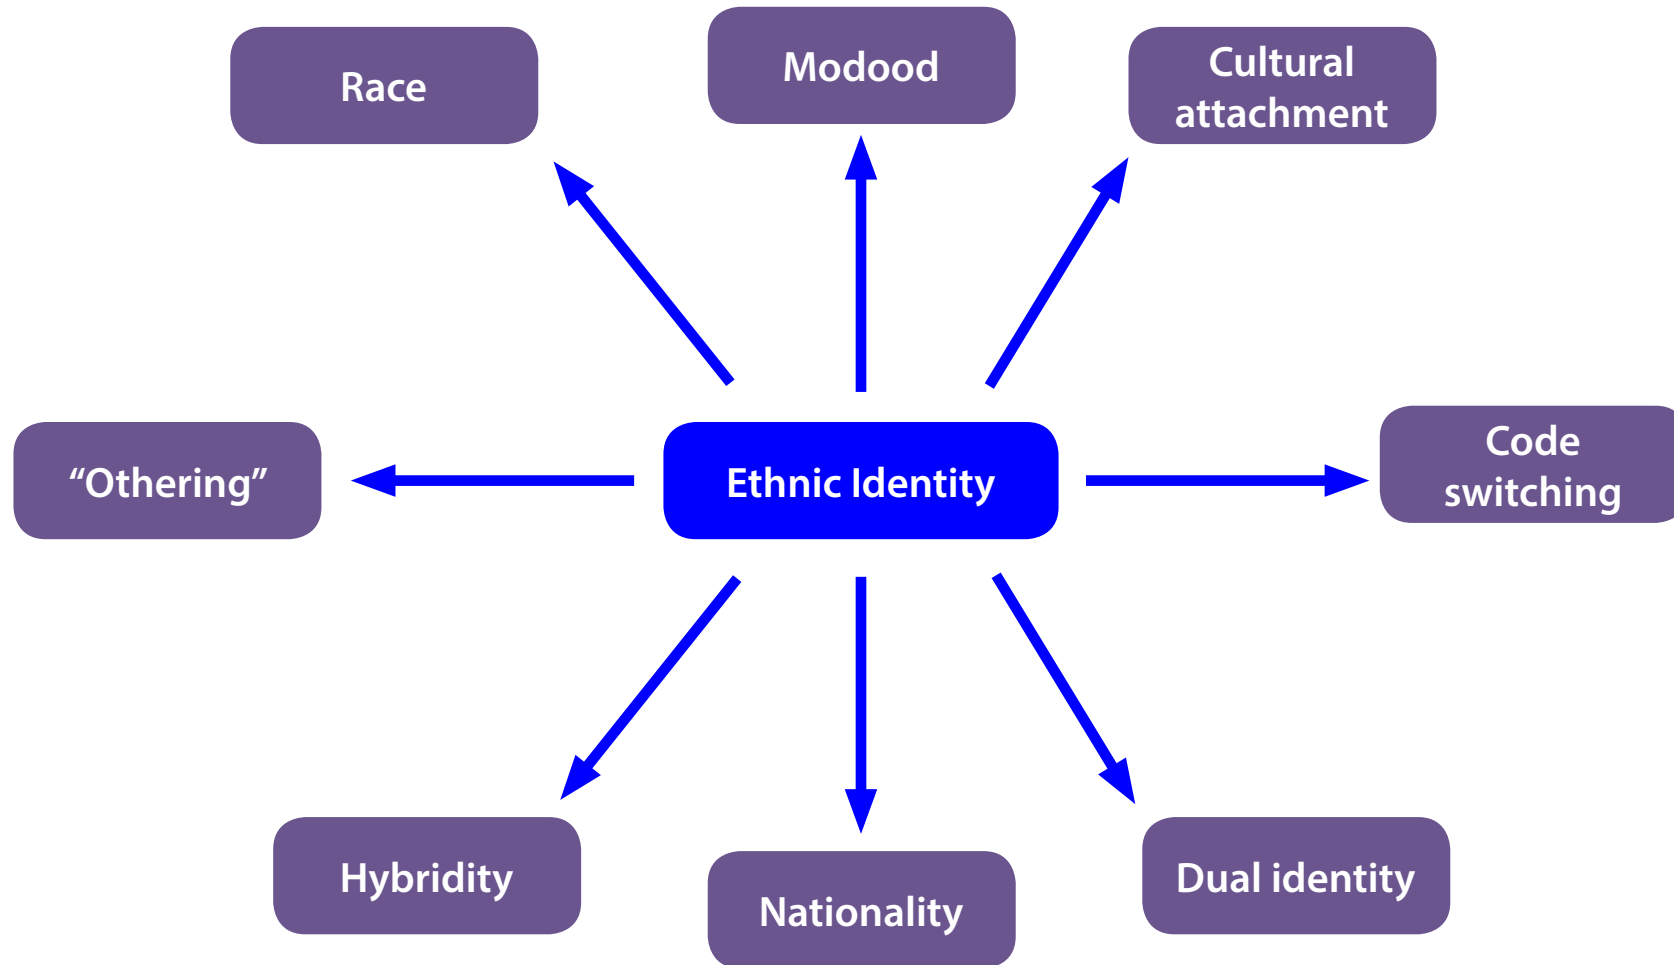 Race
Modood
Cultural
attachment
“Othering”
Ethnic Identity
Code
switching
Hybridity
Nationality
Dual identity